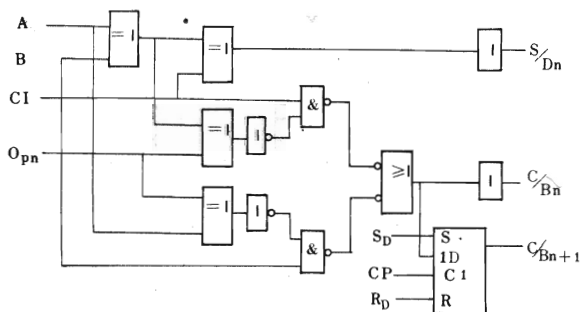 A
=1
=1
1
S/Dn
B
CI
&
=1
1
Opn
≥1
1
C/Bn
=1
1
&
SD
S
1D
C/Bn+1
CP
C1
RD
R